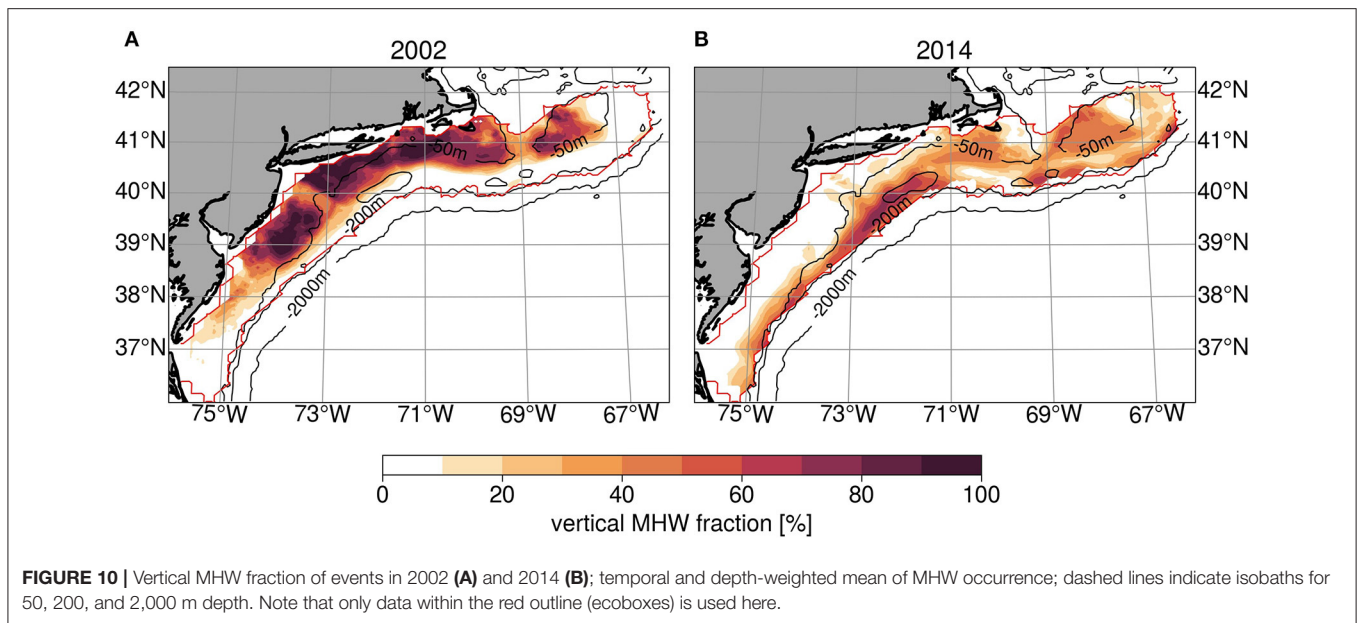 A
B
2002
2014
42°N
41°N
40°N
39°N
38°N
37°N
-50m
-50m
-200m
-2000m
75°W
73°W
71°W
69°W
67°W
42°N
41°N
40°N
39°N
38°N
37°N
-50m
-50m
-200m
-2000m
75°W
73°W
71°W
69°W
67°W
0
20
40
60
80
100
vertical MHW fraction [%]
FIGURE 10 | Vertical MHW fraction of events in 2002 (A) and 2014 (B); temporal and depth-weighted mean of MHW occurrence; dashed lines indicate isobaths for
50, 200, and 2,000 m depth. Note that only data within the red outline (ecoboxes) is used here.